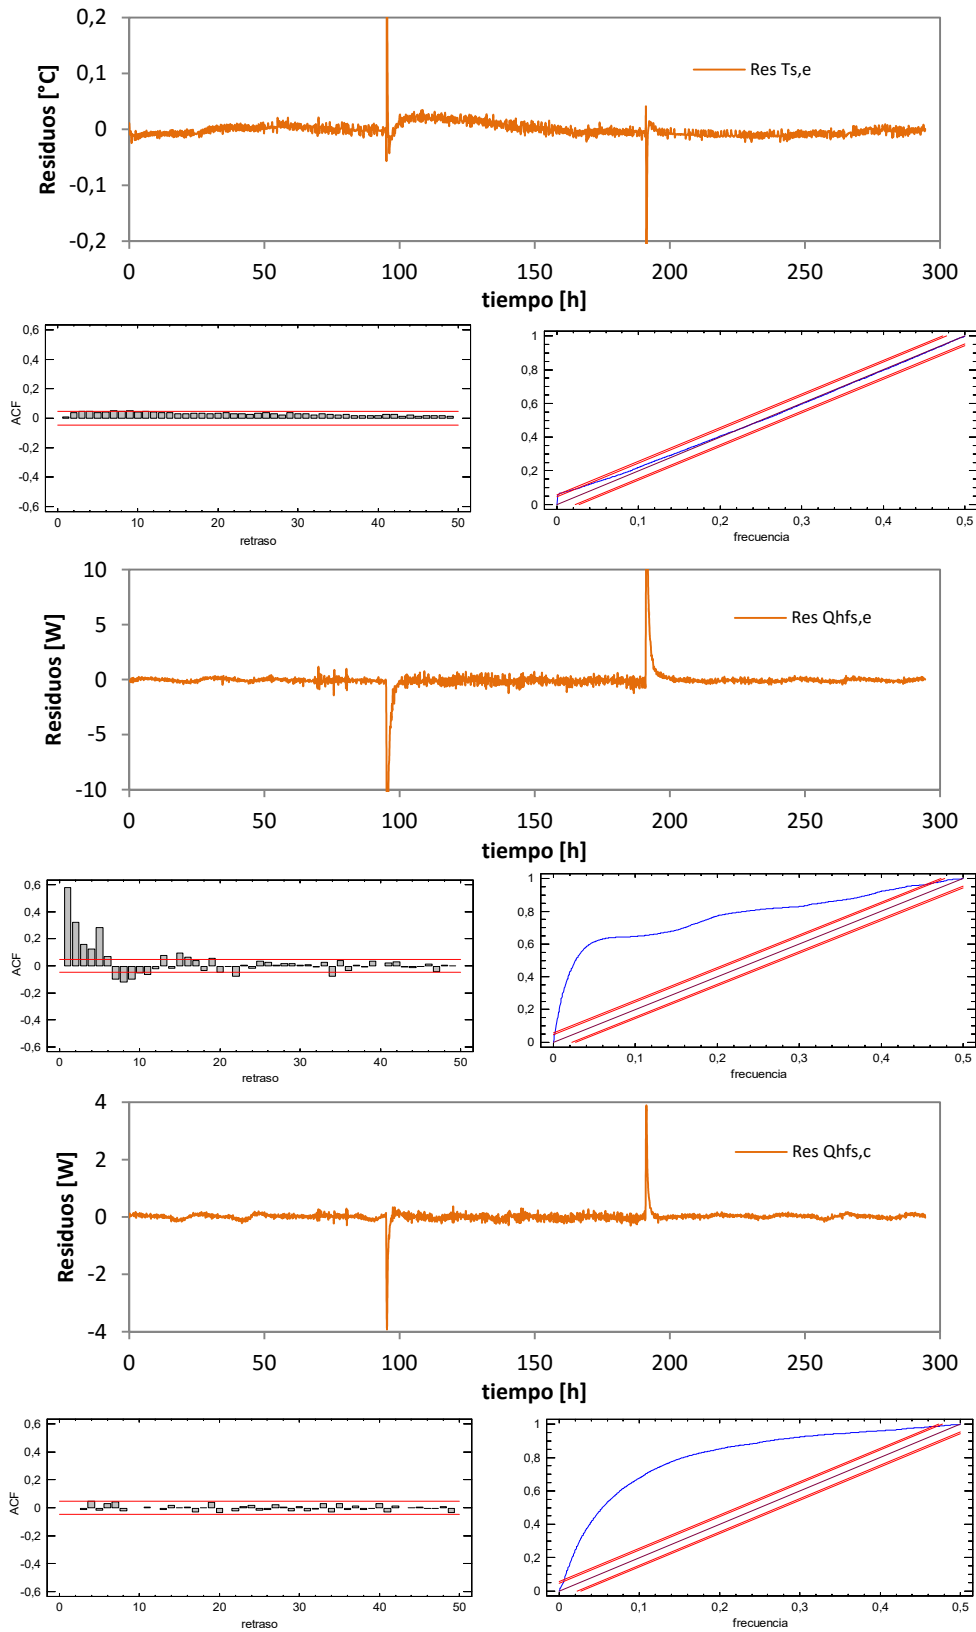 0,2
0,1
0
-0,1
-0,2
Residuos [°C]
Res Ts,e
0 50 100 150 200 250 300
tiempo [h]
0,6
0,4
0,2
0
-0,2
-0,4
-0,6
ACF
0 10 20 30 40 50
retraso
1
0,8
0,6
0,4
0,2
0
0 0,1 0,2 0,3 0,4 0,5
frecuencia
10
5
0
-5
-10
Residuos [W]
Res Qhfs,e
0 50 100 150 200 250 300
tiempo [h]
0,6
0,4
0,2
0
-0,2
-0,4
-0,6
ACF
0 10 20 30 40 50
retraso
1
0,8
0,6
0,4
0,2
0
0 0,1 0,2 0,3 0,4 0,5
frecuencia
4
2
0
-2
-4
Residuos [W]
Res Qhfs,c
0 50 100 150 200 250 300
tiempo [h]
0,6
0,4
0,2
0
-0,2
-0,4
-0,6
ACF
0 10 20 30 40 50
retraso
1
0,8
0,6
0,4
0,2
0
0 0,1 0,2 0,3 0,4 0,5
frecuencia